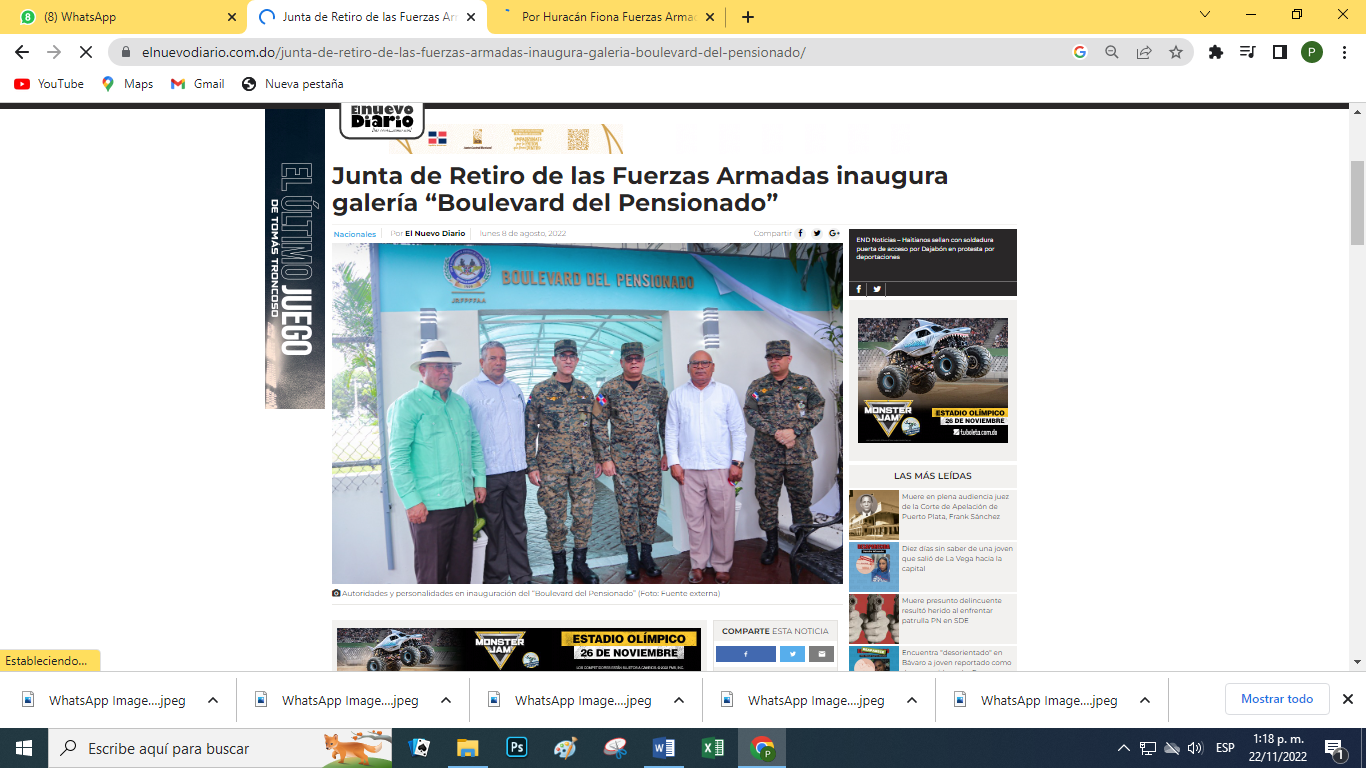 (8) WhatsApp
Junta de Retiro de las Fuerzas Ar
Por Huracán Fiona Fuerzas Arma
elnuevodiario.com.do/junta-de-retiro-de-las-fuerzas-armadas-inaugura-galeria-boulevard-del-pensionado/
P
YouTube
Maps
Gmail
Nueva pestaña
El nuevo
Diario
EL ÚLTIMO JUEGO
DE TOMÁS TRONCOSO
Junta de Retiro de las Fuerzas Armadas inaugura
galería “Boulevard del Pensionado”
Nacionales
Por El Nuevo Diario
lunes 8 de agosto, 2022
Compartir
BOULEVARD DEL PENSIONADO
Autoridades y personalidades en inauguración del "Boulevard del Pensionado" (Foto: Fuente externa)
END Noticias – Haitianos sellan con soldadura
puerta de acceso por Dajabón en protesta por
deportaciones
MONSTER
JAM
ESTADIO OLÍMPICO
26 DE NOVIEMBRE
tuboleta.com.do
LAS MÁS LEÍDAS
Muere en plena audiencia juez
de la Corte de Apelación de
Puerto Plata, Frank Sánchez
Diez días sin saber de una joven
que salió de La Vega hacia la
capital
Muere presunto delincuente
resultó herido al enfrentar
patrulla PN en SDE
Encuentra "desorientado" en
Bávaro a joven reportado como
MONSTER
JAM
ESTADIO OLÍMPICO
26 DE NOVIEMBRE
COMPARTE ESTA NOTICIA
Estableciendo...
WhatsApp Image....jpeg
WhatsApp Image....jpeg
WhatsApp Image....jpeg
WhatsApp Image....jpeg
WhatsApp Image....jpeg
Mostrar todo
Escribe aquí para buscar
ESP
1:18 p. m.
22/11/2022
1